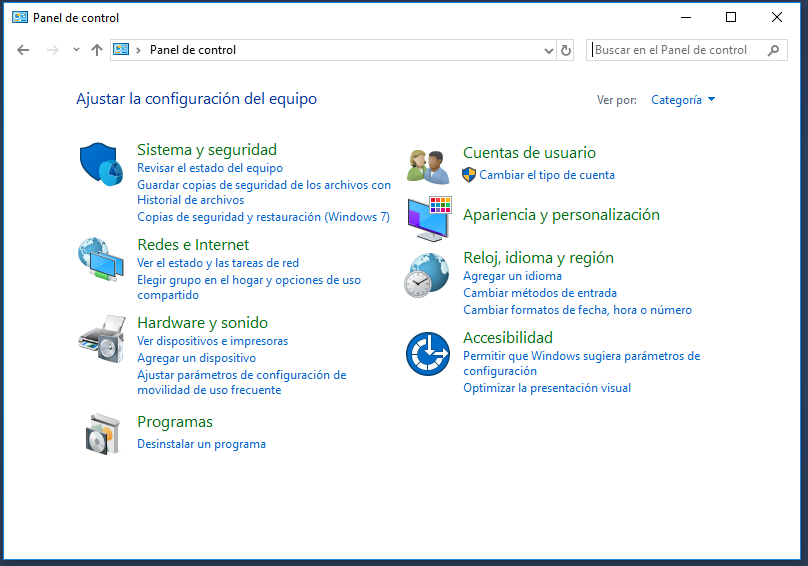 Panel de control
Panel de control
Buscar en el Panel de control
Ajustar la configuración del equipo
Ver por:
Categoría
Sistema y seguridad
Revisar el estado del equipo
Guardar copias de seguridad de los archivos con
Historial de archivos
Copias de seguridad y restauración (Windows 7)
Redes e Internet
Ver el estado y las tareas de red
Elegir grupo en el hogar y opciones de uso
compartido
Hardware y sonido
Ver dispositivos e impresoras
Agregar un dispositivo
Ajustar parámetros de configuración de
movilidad de uso frecuente
Programas
Desinstalar un programa
Cuentas de usuario
Cambiar el tipo de cuenta
Apariencia y personalización
Reloj, idioma y región
Agregar un idioma
Cambiar métodos de entrada
Cambiar formatos de fecha, hora o número
Accesibilidad
Permitir que Windows sugiera parámetros de
configuración
Optimizar la presentación visual